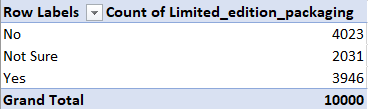 Row Labels Count of Limited_edition_packaging
No 4023
Not Sure 2031
Yes 3946
Grand Total 10000